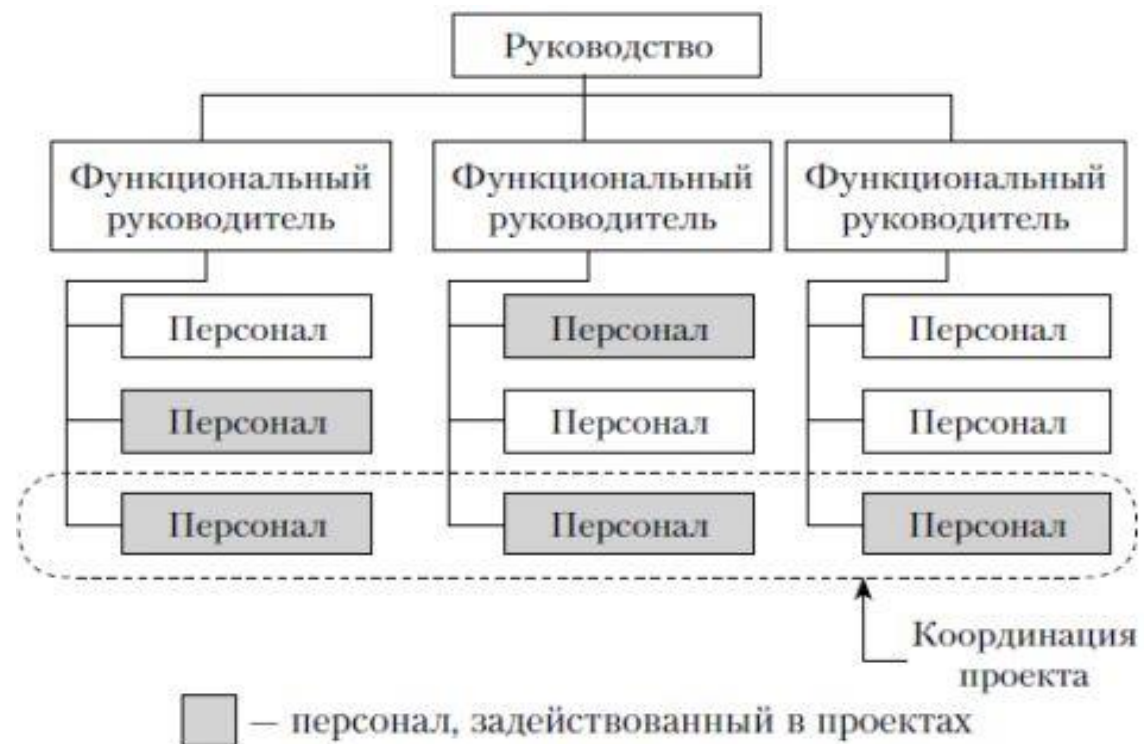 Руководство
Функциональный
руководитель
Функциональный
руководитель
Функциональный
руководитель
Персонал
Персонал
Персонал
Персонал
Персонал
Персонал
Персонал
Персонал
Персонал
Координация
проекта
— персонал, задействованный в проектах